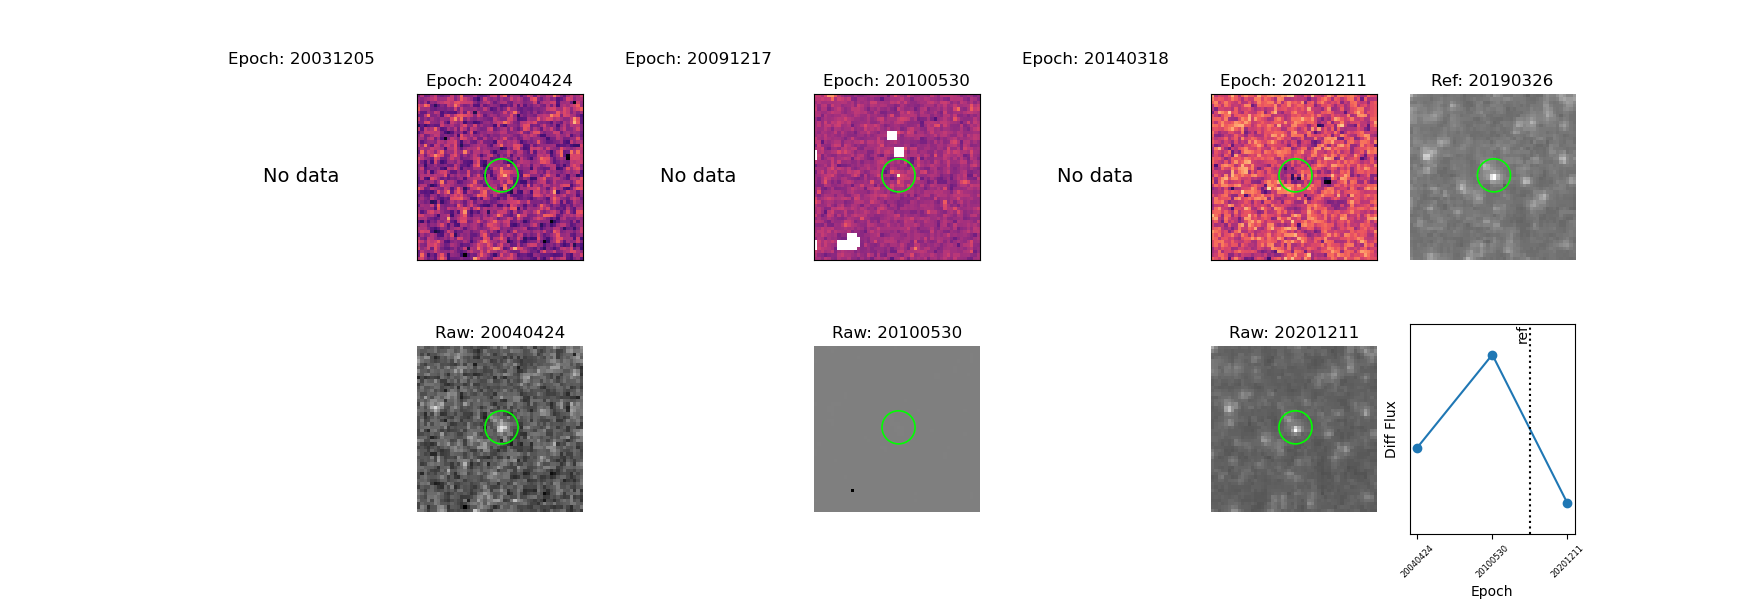 Epoch: 20031205
Epoch: 20040424
Epoch: 20091217
Epoch: 20100530
Epoch: 20140318
Epoch: 20201211
Ref: 20190326
No data
No data
No data
Raw: 20040424
Raw: 20100530
Raw: 20201211
ref
Diff Flux
20040424
20100530
20201211
Epoch